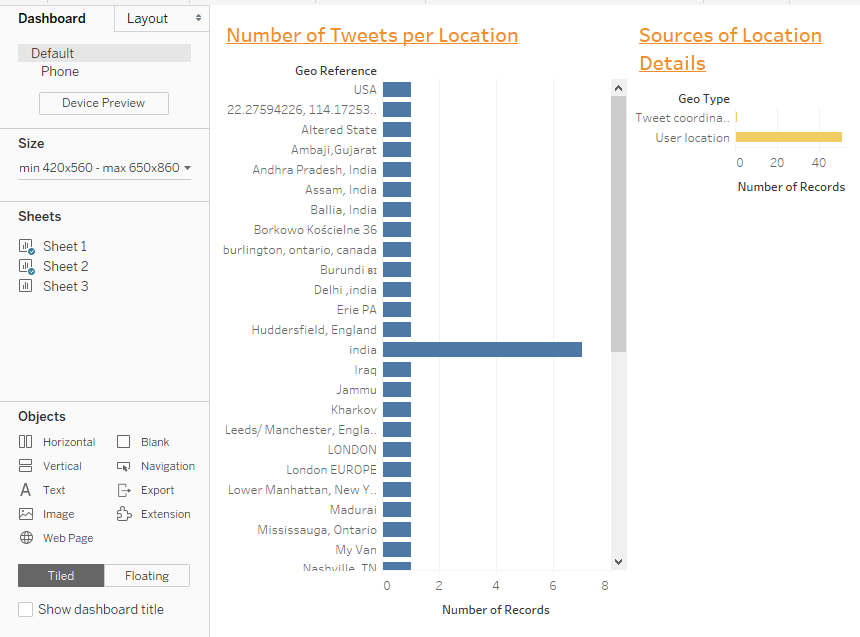 Dashboard
Layout
Default
Phone
Device Preview
Size
min 420x560 - max 650x860
Sheets
Sheet 1
Sheet 2
Sheet 3
Objects
Horizontal
Blank
Vertical
Navigation
Text
Export
Image
Extension
Web Page
Tiled
Floating
Show dashboard title
Number of Tweets per Location
Geo Reference
USA
22.27594226, 114.17253..
Altered State
Ambaji,Gujarat
Andhra Pradesh, India
Assam, India
Ballia, India
Borkowo Kościelne 36
burlington, ontario, canada
Burundi ʙɪ
Delhi ,india
Erie PA
Huddersfield, England
india
Iraq
Jammu
Kharkov
Leeds/ Manchester, Engla..
LONDON
London EUROPE
Lower Manhattan, New Y..
Madurai
Mississauga, Ontario
My Van
Nashville, TN
0 2 4 6 8
Number of Records
Sources of Location
Details
Geo Type
Tweet coordina..
User location
0 20 40
Number of Records